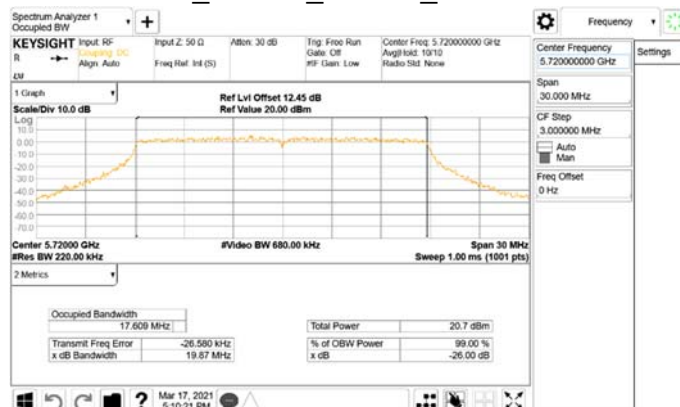 Spectrum Analyzer 1
Occupied BW
Frequency
KEYSIGHT
R
Input: RF
Coupling: DC
Align: Auto
Input Z: 50 Ω
Freq Ref: Int (S)
Atten: 30 dB
Trig: Free Run
Gate: Off
#IF Gain: Low
Center Freq: 5.720000000 GHz
Avg|Hold: 10/10
Radio Std: None
Center Frequency
5.720000000 GHz
Settings
Span
30.000 MHz
CF Step
3.000000 MHz
Auto
Man
Freq Offset
0 Hz
1 Graph
Scale/Div 10.0 dB
Ref Lvl Offset 12.45 dB
Ref Value 20.00 dBm
Log
10.0
0.00
-10.0
-20.0
-30.0
-40.0
-50.0
-60.0
-70.0
Center 5.72000 GHz
#Video BW 680.00 kHz
Span 30 MHz
#Res BW 220.00 kHz
Sweep 1.00 ms (1001 pts)
2 Metrics
Occupied Bandwidth
17.609 MHz
Total Power 20.7 dBm
Transmit Freq Error -26.580 kHz
% of OBW Power 99.00 %
x dB Bandwidth 19.87 MHz
x dB -26.00 dB
?
Mar 17, 2021
5:10:21 PM